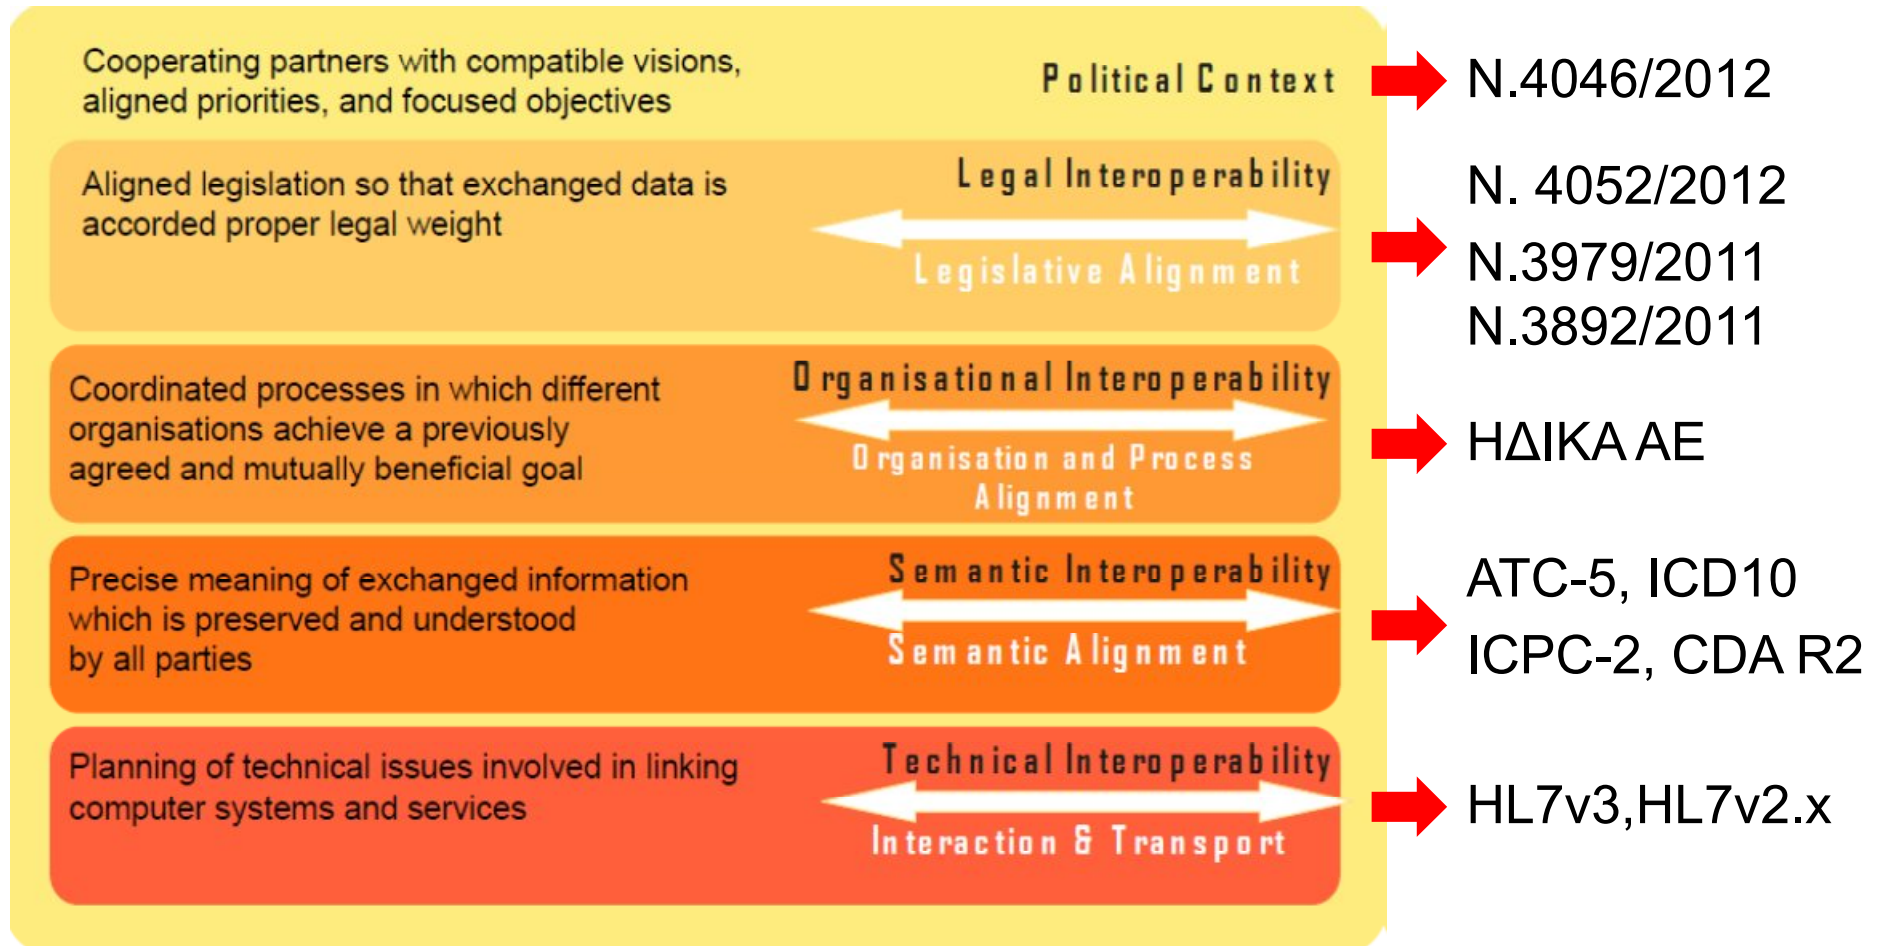 Cooperating partners with compatible visions,
aligned priorities, and focused objectives
Political Context
N.4046/2012
Aligned legislation so that exchanged data is
accorded proper legal weight
Legal Interoperability
Legislative Alignment
N. 4052/2012
N.3979/2011
N.3892/2011
Coordinated processes in which different
organisations achieve a previously
agreed and mutually beneficial goal
Organisational Interoperability
Organisation and Process
Alignment
ΗΔΙΚΑ ΑΕ
Precise meaning of exchanged information
which is preserved and understood
by all parties
Semantic Interoperability
Semantic Alignment
ATC-5, ICD10
ICPC-2, CDA R2
Planning of technical issues involved in linking
computer systems and services
Technical Interoperability
Interaction & Transport
HL7v3,HL7v2.x